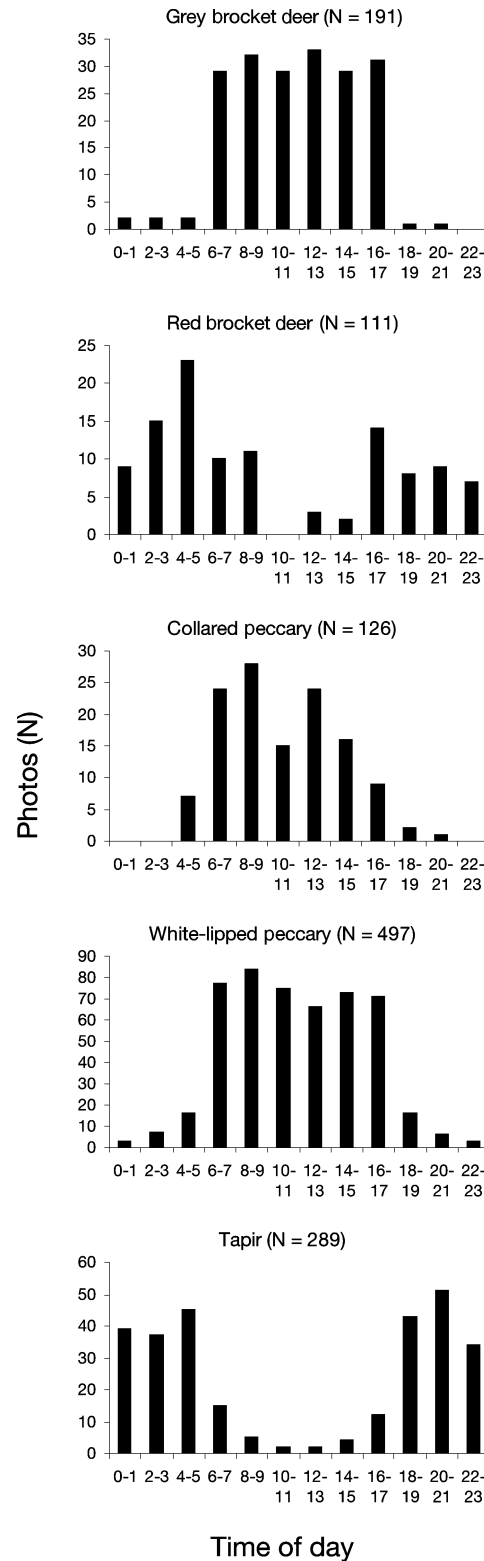 Grey brocket deer (N = 191)
35
30
25
20
15
10
5
0
0-1 2-3 4-5 6-7 8-9 10- 12- 14- 16- 18- 20- 22-
11 13 15 17 19 21 23
Red brocket deer (N = 111)
25
20
15
10
5
0
0-1 2-3 4-5 6-7 8-9 10- 12- 14- 16- 18- 20- 22-
11 13 15 17 19 21 23
Collared peccary (N = 126)
30
25
20
15
10
5
0
0-1 2-3 4-5 6-7 8-9 10- 12- 14- 16- 18- 20- 22-
11 13 15 17 19 21 23
Photos (N)
White-lipped peccary (N = 497)
90
80
70
60
50
40
30
20
10
0
0-1 2-3 4-5 6-7 8-9 10- 12- 14- 16- 18- 20- 22-
11 13 15 17 19 21 23
Tapir (N = 289)
60
50
40
30
20
10
0
0-1 2-3 4-5 6-7 8-9 10- 12- 14- 16- 18- 20- 22-
11 13 15 17 19 21 23
Time of day